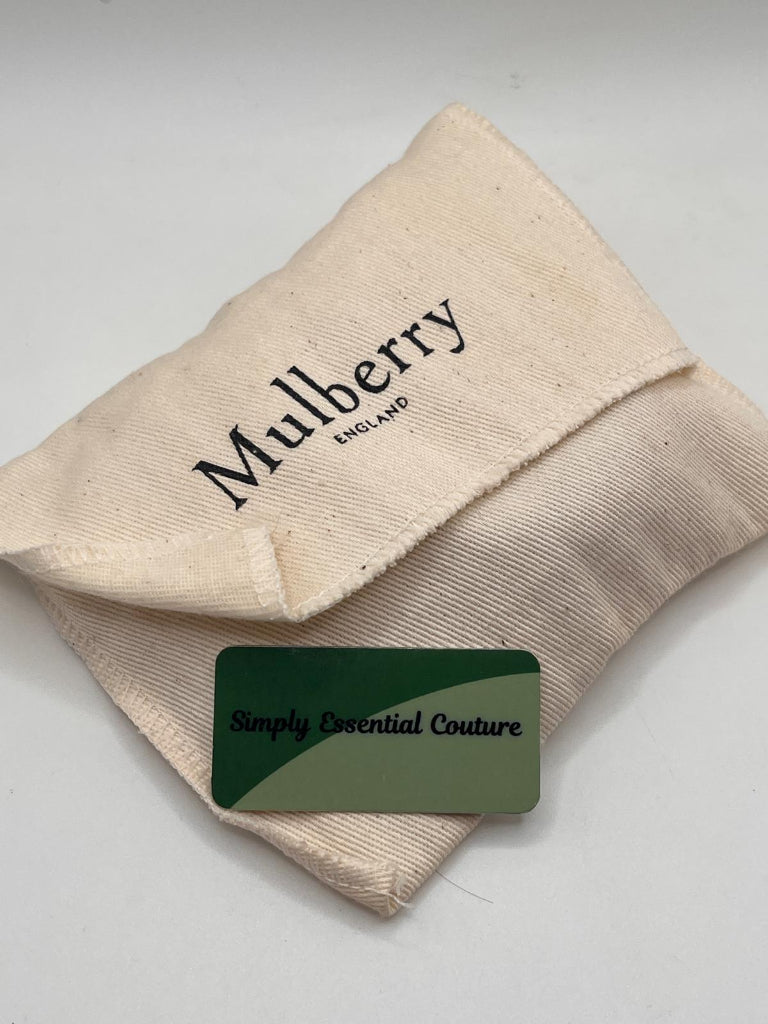 Mulberry
ENGLAND
Simply Essential Couture